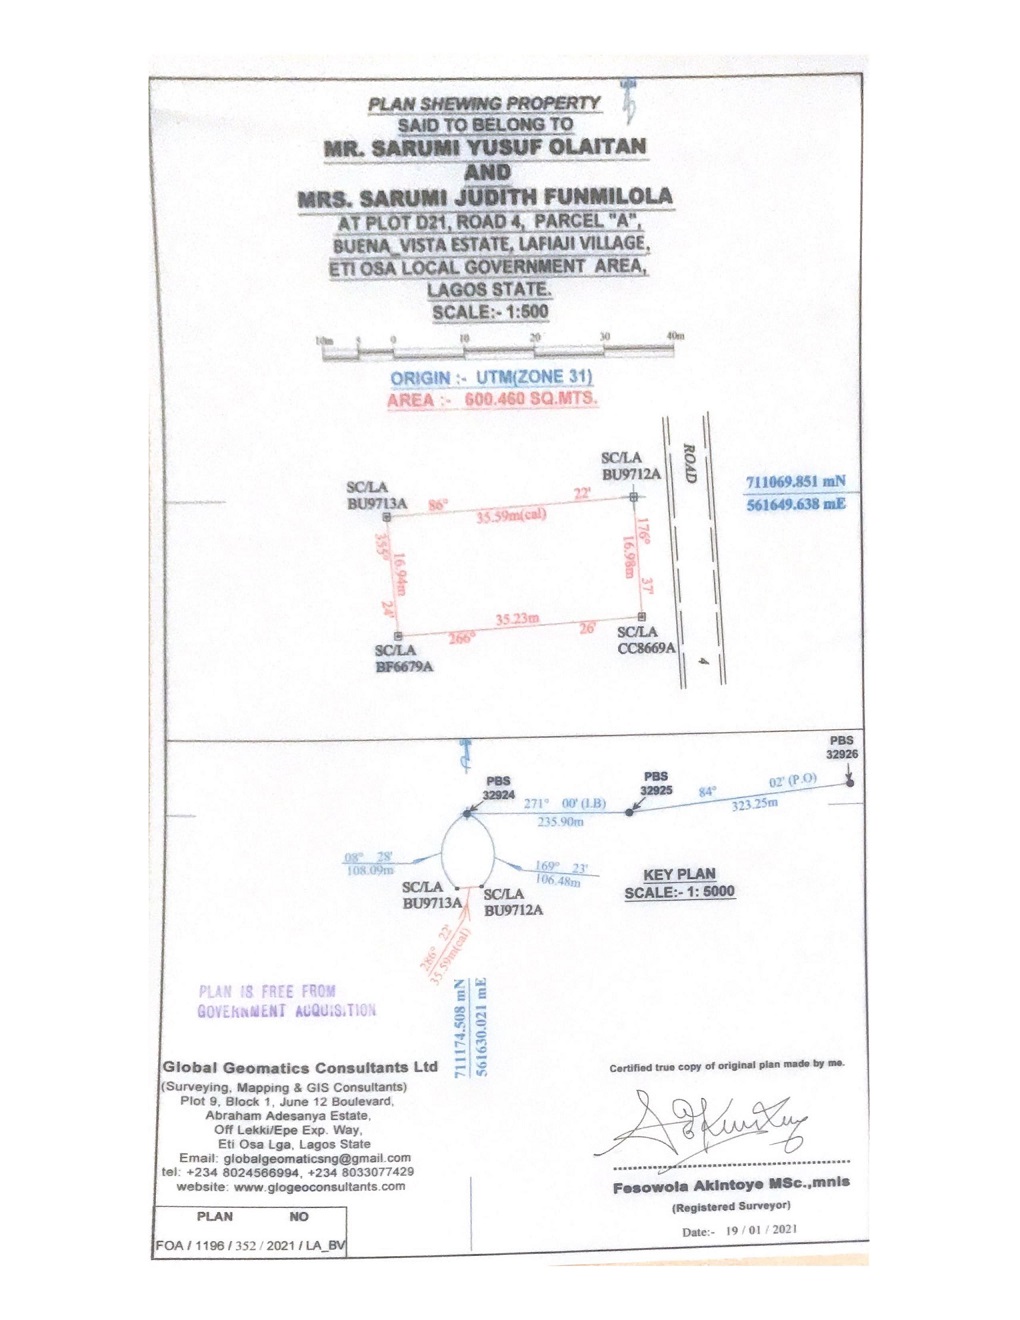 PLAN SHEWING PROPERTY
SAID TO BELONG TO
MR. SARUMI YUSUF OLAITAN
AND
MRS. SARUMI JUDITH FUNMILOLA
AT PLOT D21, ROAD 4, PARCEL "A",
BUENA_VISTA ESTATE, LAFIAJI VILLAGE,
ETI OSA LOCAL GOVERNMENT AREA,
LAGOS STATE.
SCALE:- 1:500
10m 5 0 10 20 30 40m
ORIGIN :- UTM(ZONE 31)
AREA :- 600.460 SQ.MTS.
SC/LA
BU9713A
SC/LA
BU9712A
ROAD
4
711069.851 mN
561649.638 mE
86° 22'
35.59m(cal)
355° 24'
16.94m
176° 37'
16.98m
35.23m
266° 26'
SC/LA
BF6679A
SC/LA
CC8669A
PBS
32926
PBS
32925
PBS
32924
271° 00' (I.B)
235.90m
84° 02' (P.O)
323.25m
08° 28'
108.09m
169° 23'
106.48m
SC/LA
BU9713A
SC/LA
BU9712A
286° 22'
35.59m(cal)
KEY PLAN
SCALE:- 1: 5000
711174.508 mN
561630.021 mE
PLAN IS FREE FROM
GOVERNMENT ACQUISITION
Global Geomatics Consultants Ltd
(Surveying, Mapping & GIS Consultants)
Plot 9, Block 1, June 12 Boulevard,
Abraham Adesanya Estate,
Off Lekki/Epe Exp. Way,
Eti Osa Lga, Lagos State
Email: globalgeomaticsng@gmail.com
tel: +234 8024566994, +234 8033077429
website: www.glogeoconsultants.com
PLAN NO
FOA / 1196 / 352 / 2021 / LA_BV
Certified true copy of original plan made by me.
Fesowola Akintoye MSc.,mnis
(Registered Surveyor)
Date:- 19 / 01 / 2021